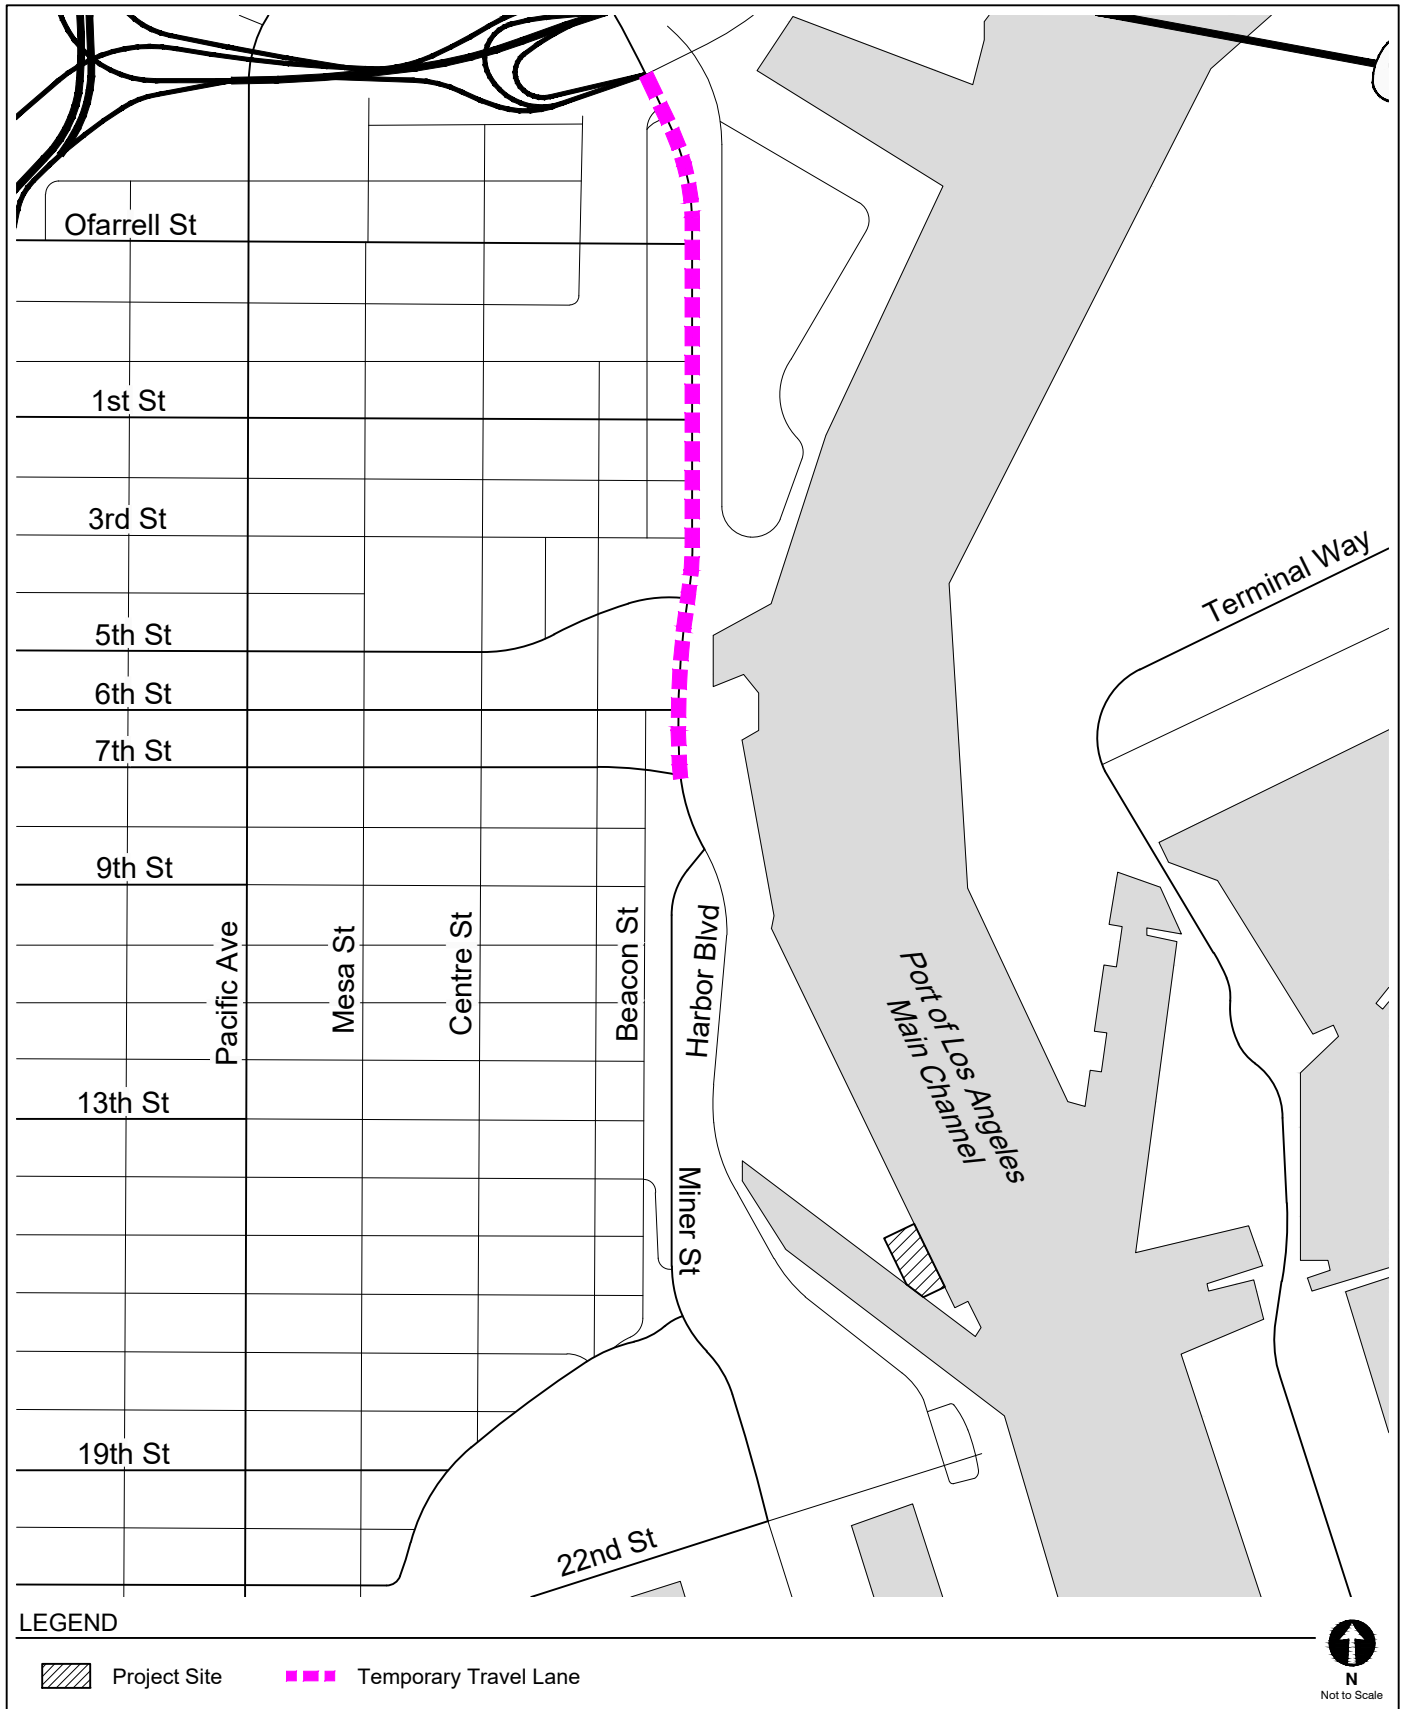 Ofarrell St
1st St
3rd St
Terminal Way
5th St
6th St
7th St
9th St
Pacific Ave
Mesa St
Centre St
Beacon St
Harbor Blvd
Port of Los Angeles
Main Channel
13th St
Miner St
19th St
22nd St
LEGEND
Project Site
Temporary Travel Lane
N
Not to Scale